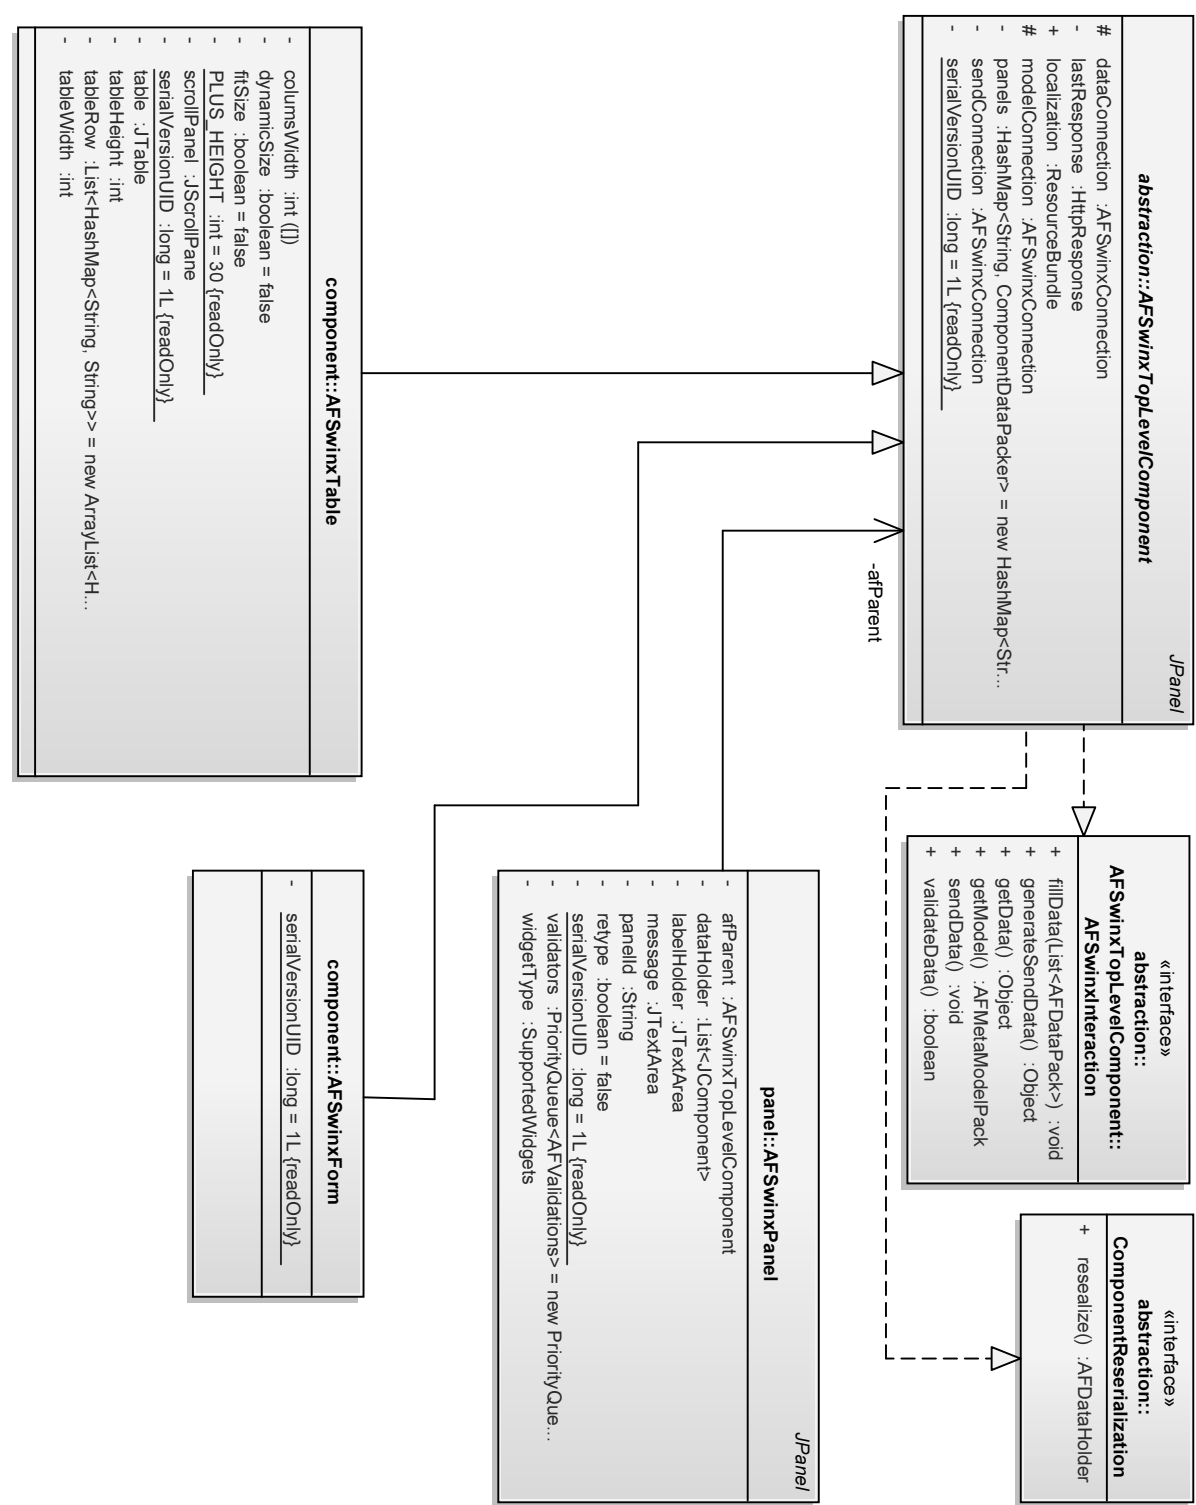 JPanel
abstraction::AFSwinxTopLevelComponent
# dataConnection :AFSwinxConnection
- lastResponse :HttpResponse
+ localization :ResourceBundle
# modelConnection :AFSwinxConnection
- panels :HashMap<String, ComponentDataPacker> = new HashMap<Str...
- sendConnection :AFSwinxConnection
- serialVersionUID :long = 1L {readOnly}
«interface»
abstraction::
AFSwinxTopLevelComponent::
AFSwinxInteraction
+ fillData(List<AFDataPack>) :void
+ generateSendData() :Object
+ getData() :Object
+ getModel() :AFMetaModelPack
+ sendData() :void
+ validateData() :boolean
«interface»
abstraction::
ComponentReserialization
+ resealize() :AFDataHolder
-afParent
JPanel
panel::AFSwinxPanel
- afParent :AFSwinxTopLevelComponent
- dataHolder :List<JComponent>
- labelHolder :JTextArea
- message :JTextArea
- panelId :String
- retype :boolean = false
- serialVersionUID :long = 1L {readOnly}
- validators :PriorityQueue<AFValidations> = new PriorityQue...
- widgetType :SupportedWidgets
component::AFSwinxTable
- columsWidth :int ([])
- dynamicSize :boolean = false
- fitSize :boolean = false
- PLUS_HEIGHT :int = 30 {readOnly}
- scrollPanel :JScrollPane
- serialVersionUID :long = 1L {readOnly}
- table :JTable
- tableHeight :int
- tableRow :List<HashMap<String, String>> = new ArrayList<H...
- tableWidth :int
component::AFSwinxForm
- serialVersionUID :long = 1L {readOnly}